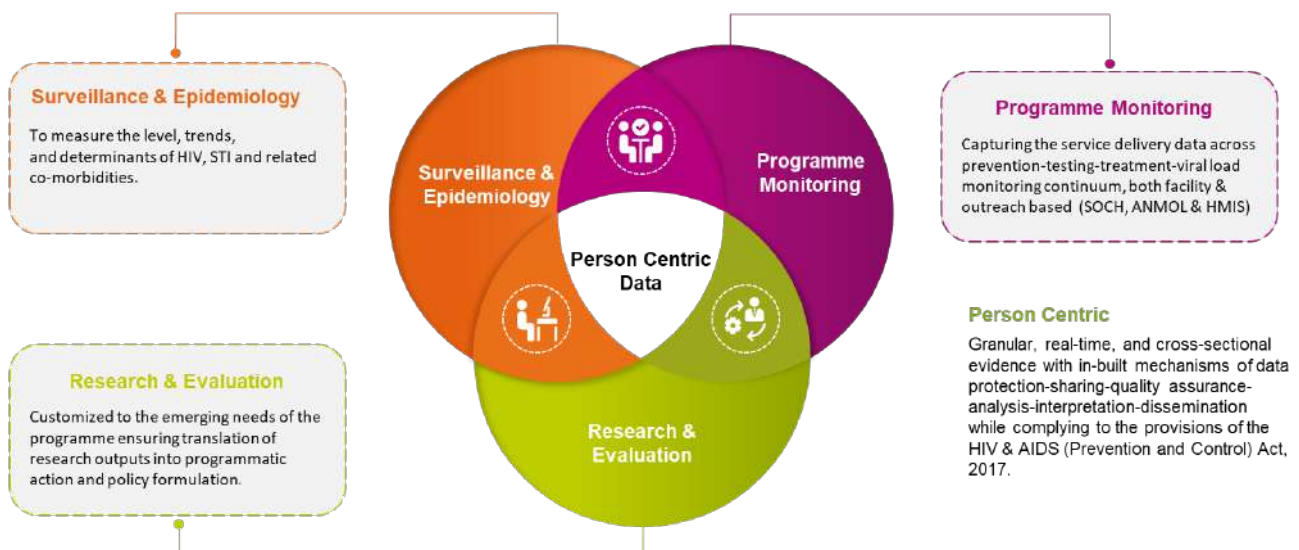 Surveillance & Epidemiology
To measure the level, trends,
and determinants of HIV, STI and related
co-morbidities.
Surveillance &
Epidemiology
Programme
Monitoring
Person Centric
Data
Research &
Evaluation
Programme Monitoring
Capturing the service delivery data across
prevention-testing-treatment-viral load
monitoring continuum, both facility &
outreach based (SOCH, ANMOL & HMIS)
Research & Evaluation
Customized to the emerging needs of the
programme ensuring translation of
research outputs into programmatic
action and policy formulation.
Person Centric
Granular, real-time, and cross-sectional
evidence with in-built mechanisms of data
protection-sharing-quality assurance-
analysis-interpretation-dissemination
while complying to the provisions of the
HIV & AIDS (Prevention and Control) Act,
2017.